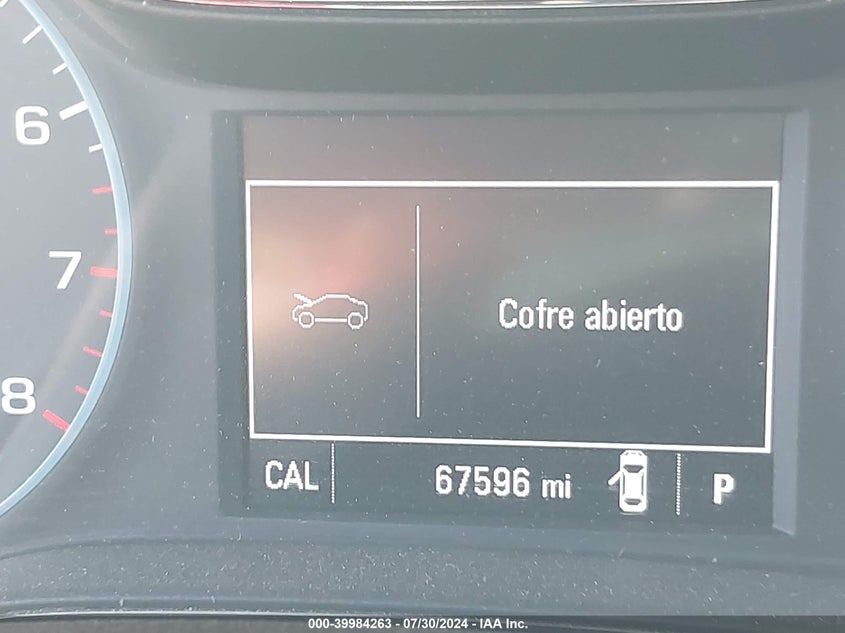 6
7
8
Cofre abierto
CAL 67596 mi P
000-39984263 - 07/30/2024 - IAA Inc.